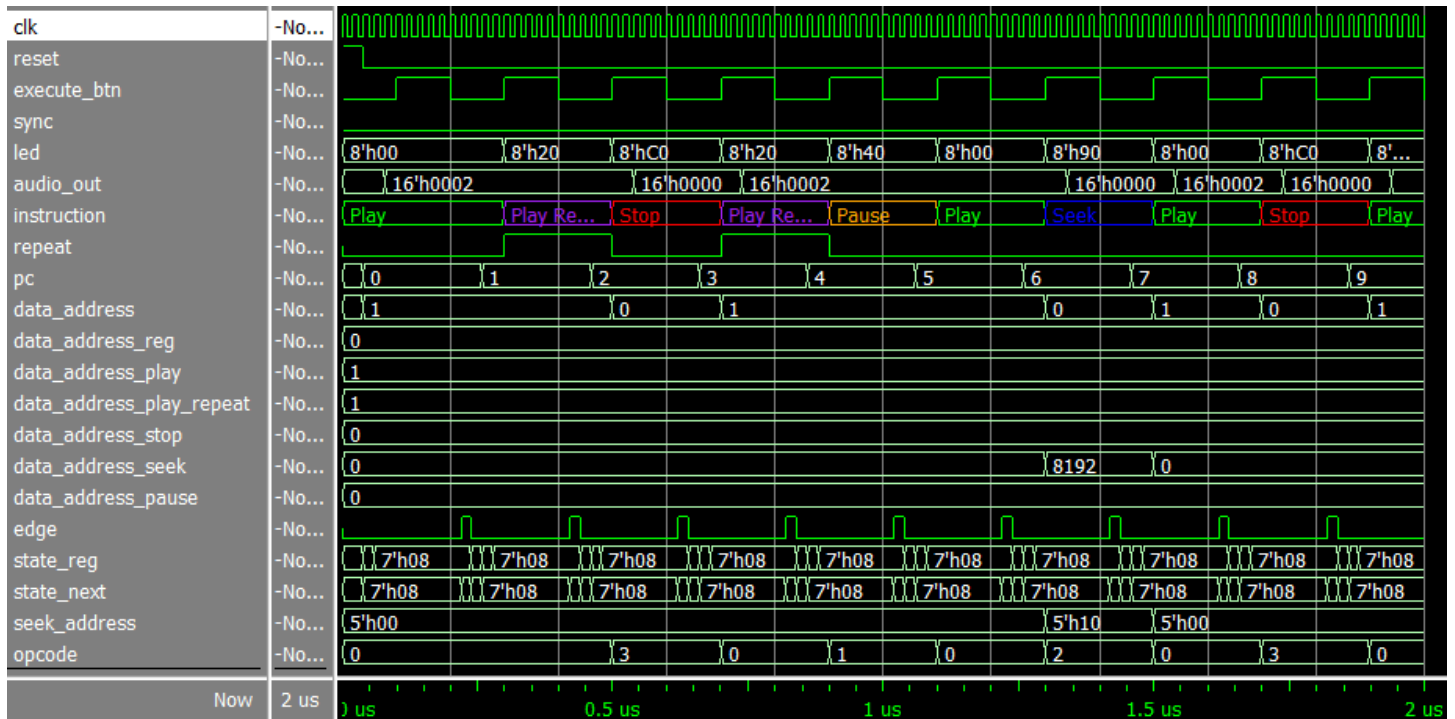 clk -No...
reset -No...
execute_btn -No...
sync -No...
led -No... 8'h00 8'h20 8'hC0 8'h20 8'h40 8'h00 8'h90 8'h00 8'hC0 8'...
audio_out -No... 16'h0002 16'h0000 16'h0002 16'h0000 16'h0002 16'h0000
instruction -No... Play Play Re... Stop Play Re... Pause Play Seek Play Stop Play
repeat -No...
pc -No... 0 1 2 3 4 5 6 7 8 9
data_address -No... 1 0 1 0 1 0 1
data_address_reg -No... 0
data_address_play -No... 1
data_address_play_repeat -No... 1
data_address_stop -No... 0
data_address_seek -No... 0 8192 0
data_address_pause -No... 0
edge -No...
state_reg -No... 7'h08 7'h08 7'h08 7'h08 7'h08 7'h08 7'h08 7'h08 7'h08 7'h08
state_next -No... 7'h08 7'h08 7'h08 7'h08 7'h08 7'h08 7'h08 7'h08 7'h08 7'h08
seek_address -No... 5'h00 5'h10 5'h00
opcode -No... 0 3 0 1 0 2 0 3 0
Now 2 us 0 us 0.5 us 1 us 1.5 us 2 us